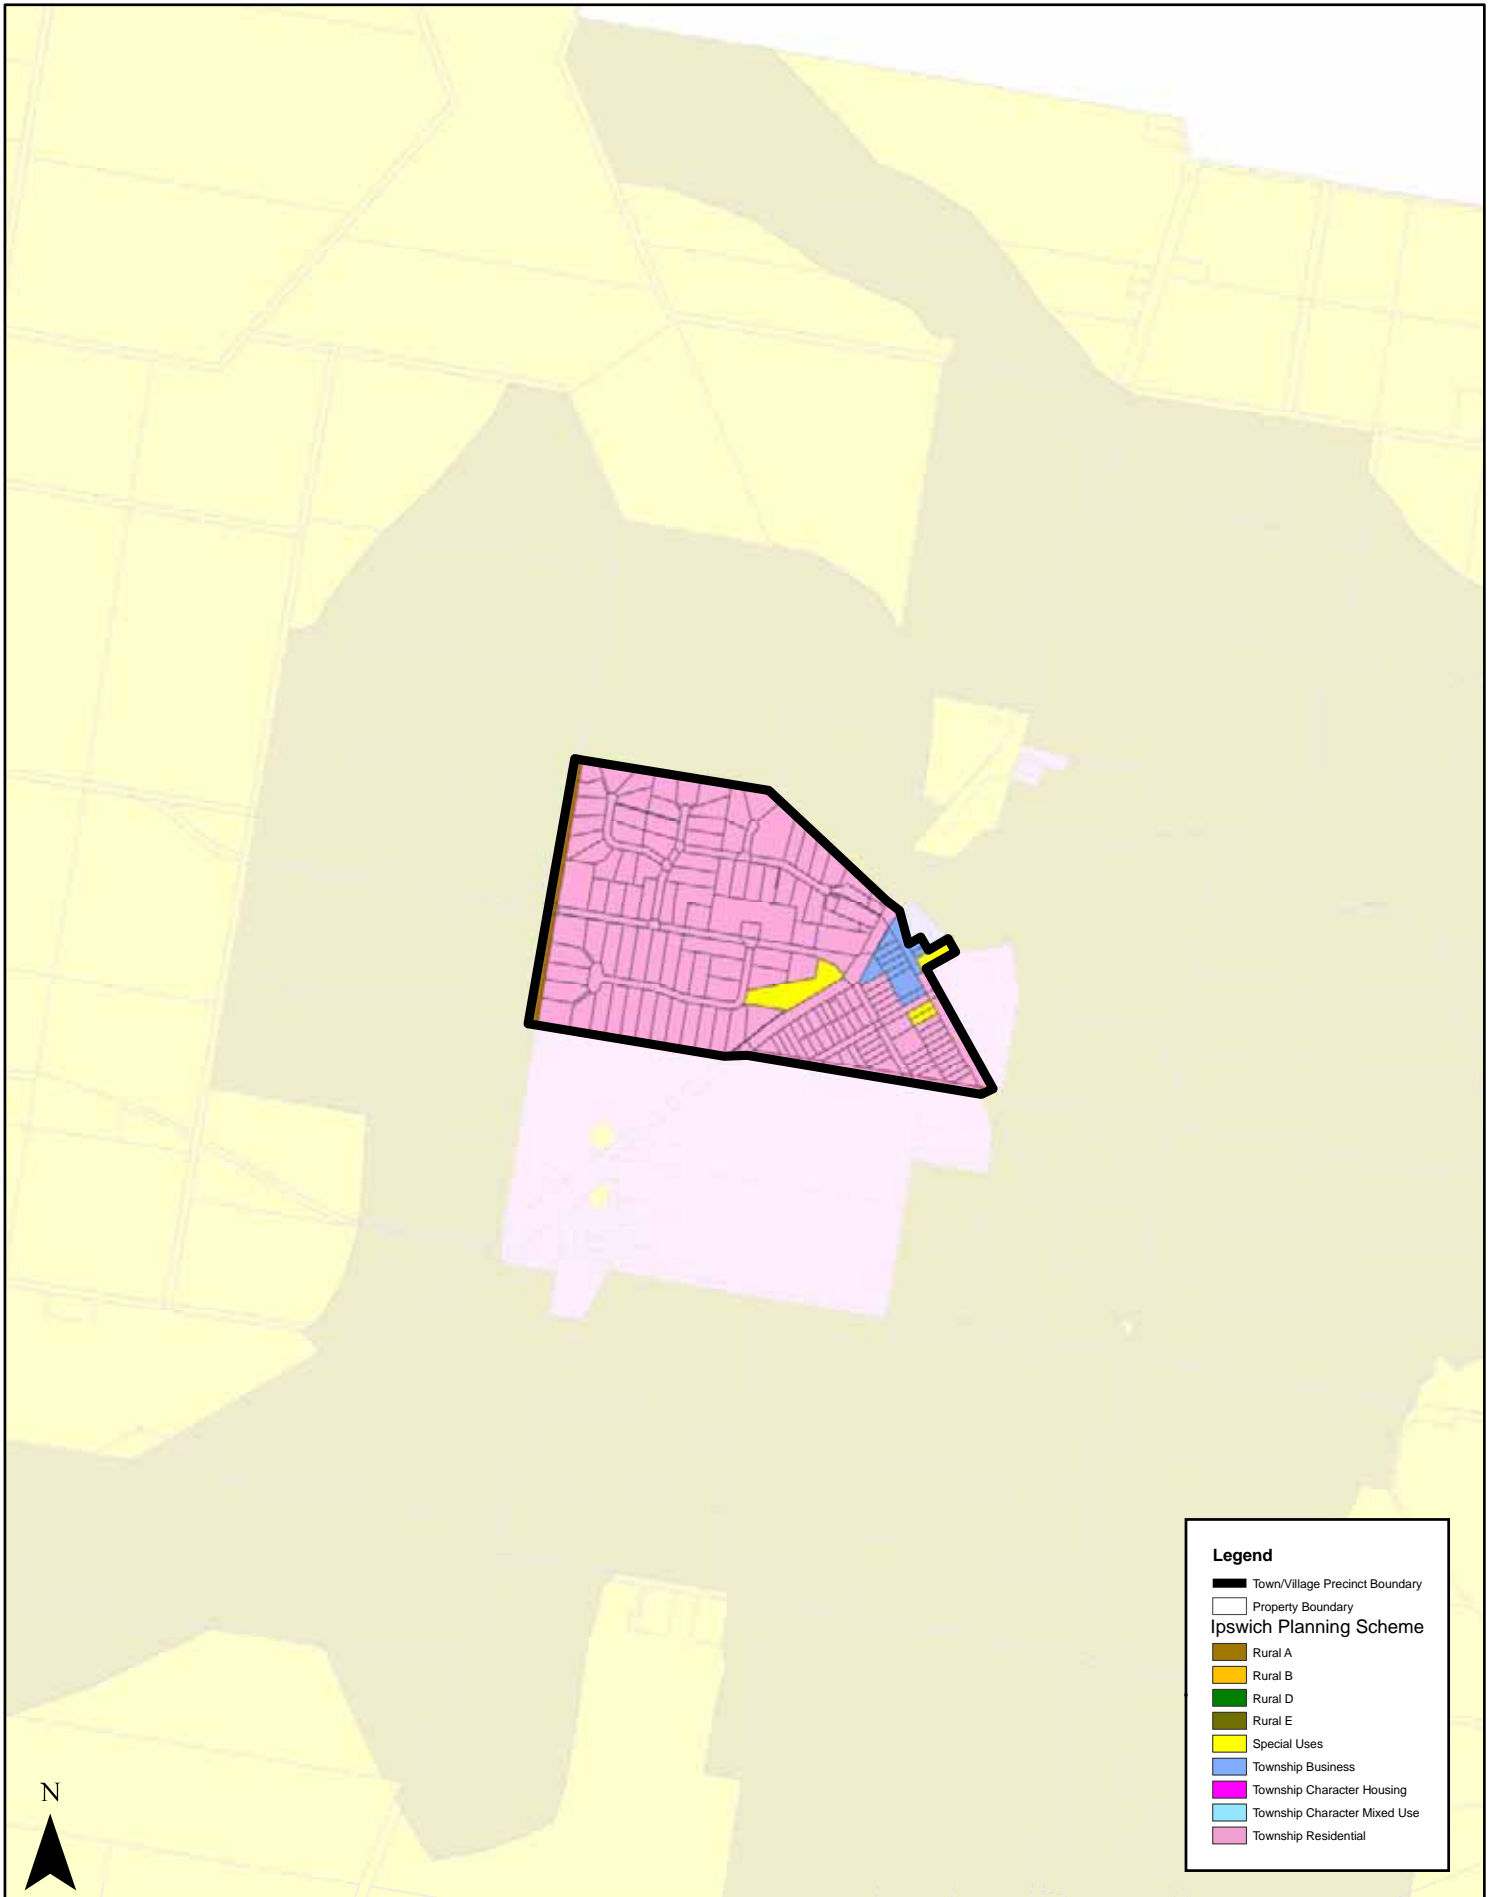 Legend
Town/Village Precinct Boundary
Property Boundary
Ipswich Planning Scheme
Rural A
Rural B
Rural D
Rural E
Special Uses
Township Business
Township Character Housing
Township Character Mixed Use
Township Residential
N